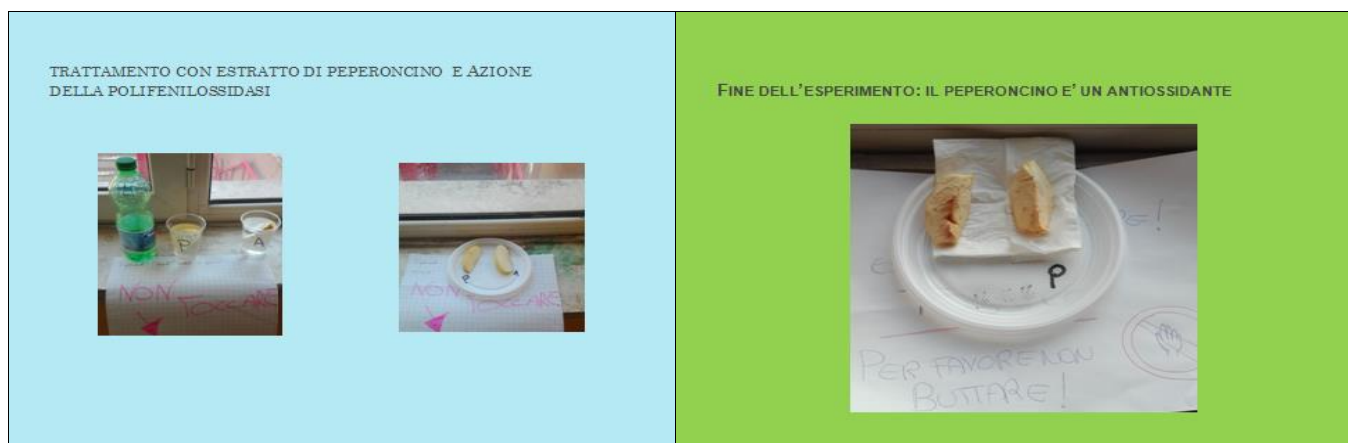 TRATTAMENTO CON ESTRATTO DI PEPERONCINO E AZIONE
DELLA POLIFENILOSSIDASI
P
A
NON TOCCARE
P
A
NON TOCCARE
FINE DELL'ESPERIMENTO: IL PEPERONCINO E' UN ANTIOSSIDANTE
RE!
P
PER FAVORE NON
BUTTARE!